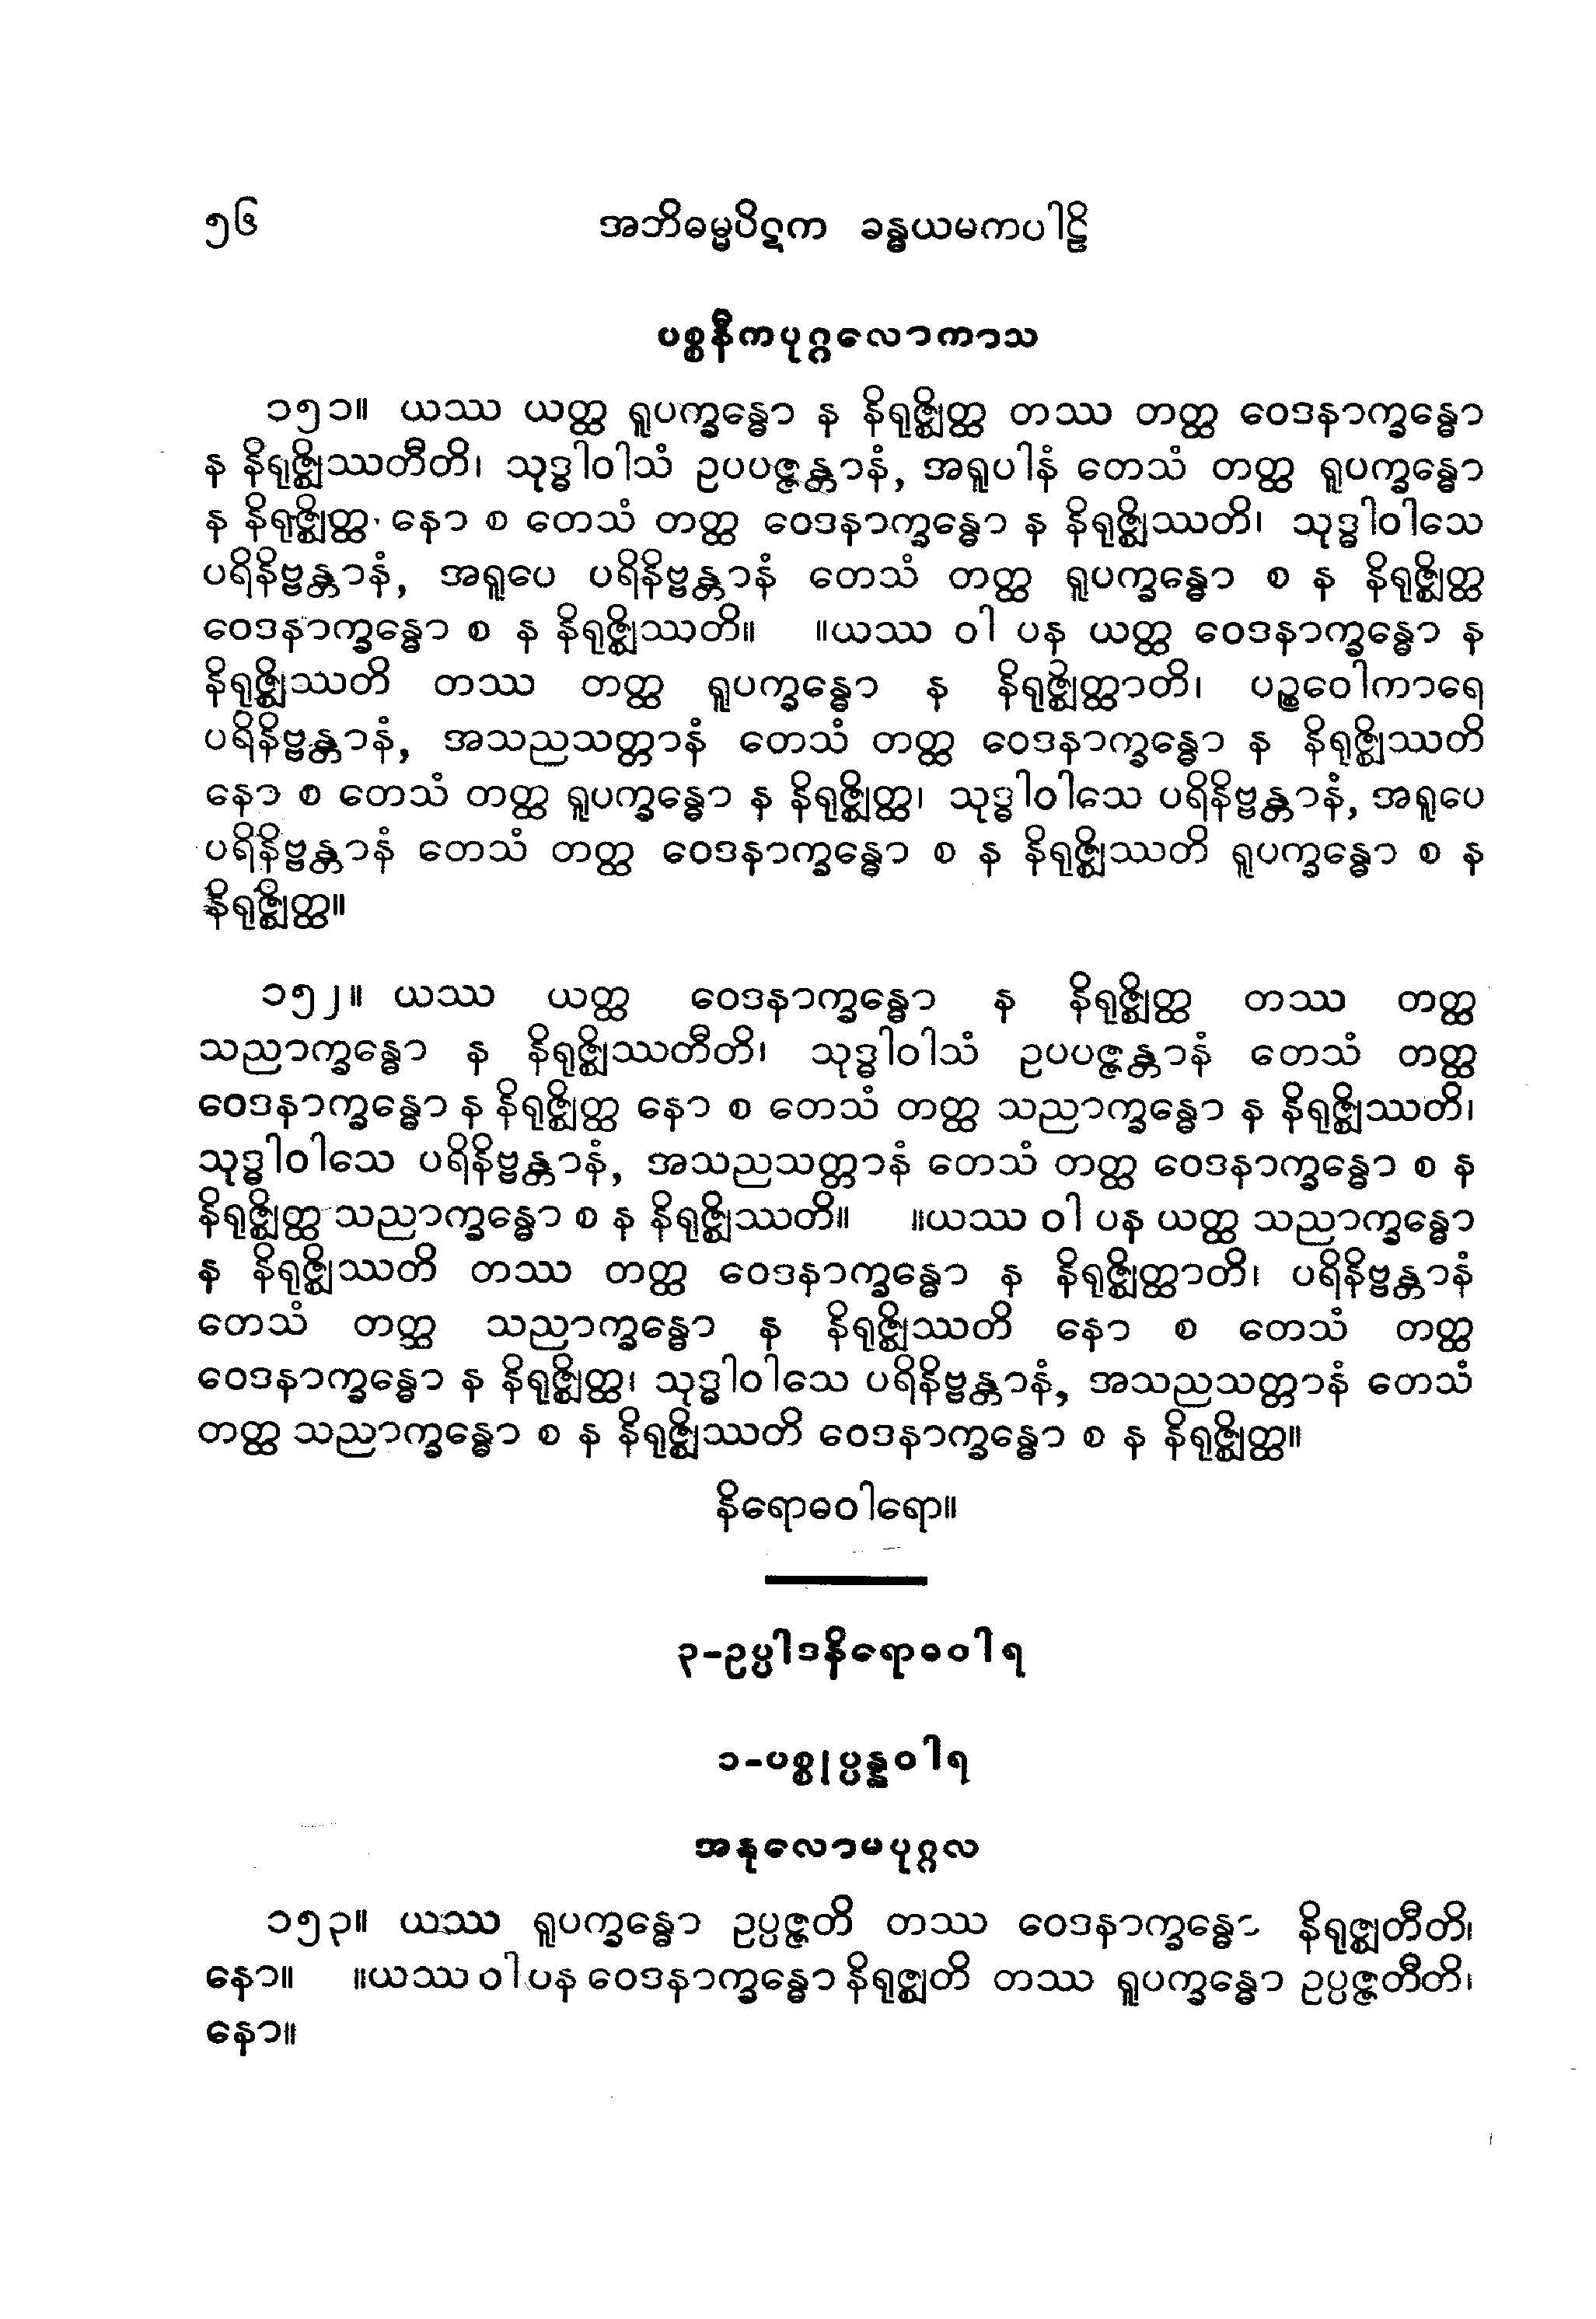 ၅၆ အဘိဓမ္မပိဋက ခန္ဓယမကပါဠိ
ပစ္စနီကပုဂ္ဂလောကာသ
၁၅၁။ ယဿ ယတ္ထ ရူပက္ခန္ဓော န နိရုဇ္ဈိတ္ထ တဿ တတ္ထ ဝေဒနာက္ခန္ဓော
န နိရုဇ္ဈိဿတီတိ၊ သုဒ္ဓါဝါသံ ဥပပဇ္ဇန္တာနံ, အရူပါနံ တေသံ တတ္ထ ရူပက္ခန္ဓော
န နိရုဇ္ဈိတ္ထ နော စ တေသံ တတ္ထ ဝေဒနာက္ခန္ဓော န နိရုဇ္ဈိဿတိ၊ သုဒ္ဓါဝါသေ
ပရိနိဗ္ဗန္တာနံ, အရူပေ ပရိနိဗ္ဗန္တာနံ တေသံ တတ္ထ ရူပက္ခန္ဓော စ န နိရုဇ္ဈိတ္ထ
ဝေဒနာက္ခန္ဓော စ န နိရုဇ္ဈိဿတိ။ ။ယဿ ဝါ ပန ယတ္ထ ဝေဒနာက္ခန္ဓော န
နိရုဇ္ဈိဿတိ တဿ တတ္ထ ရူပက္ခန္ဓော န နိရုဇ္ဈိတ္ထာတိ၊ ပဉ္စဝေါကာရေ
ပရိနိဗ္ဗန္တာနံ, အသညသတ္တာနံ တေသံ တတ္ထ ဝေဒနာက္ခန္ဓော န နိရုဇ္ဈိဿတိ
နော စ တေသံ တတ္ထ ရူပက္ခန္ဓော န နိရုဇ္ဈိတ္ထ၊ သုဒ္ဓါဝါသေ ပရိနိဗ္ဗန္တာနံ, အရူပေ
ပရိနိဗ္ဗန္တာနံ တေသံ တတ္ထ ဝေဒနာက္ခန္ဓော စ န နိရုဇ္ဈိဿတိ ရူပက္ခန္ဓော စ န
နိရုဇ္ဈိတ္ထ။
၁၅၂။ ယဿ ယတ္ထ ဝေဒနာက္ခန္ဓော န နိရုဇ္ဈိတ္ထ တဿ တတ္ထ
သညာက္ခန္ဓော န နိရုဇ္ဈိဿတီတိ၊ သုဒ္ဓါဝါသံ ဥပပဇ္ဇန္တာနံ တေသံ တတ္ထ
ဝေဒနာက္ခန္ဓော န နိရုဇ္ဈိတ္ထ နော စ တေသံ တတ္ထ သညာက္ခန္ဓော န နိရုဇ္ဈိဿတိ၊
သုဒ္ဓါဝါသေ ပရိနိဗ္ဗန္တာနံ, အသညသတ္တာနံ တေသံ တတ္ထ ဝေဒနာက္ခန္ဓော စ န
နိရုဇ္ဈိတ္ထ သညာက္ခန္ဓော စ န နိရုဇ္ဈိဿတိ။ ။ယဿ ဝါ ပန ယတ္ထ သညာက္ခန္ဓော
န နိရုဇ္ဈိဿတိ တဿ တတ္ထ ဝေဒနာက္ခန္ဓော န နိရုဇ္ဈိတ္ထာတိ၊ ပရိနိဗ္ဗန္တာနံ
တေသံ တတ္ထ သညာက္ခန္ဓော န နိရုဇ္ဈိဿတိ နော စ တေသံ တတ္ထ
ဝေဒနာက္ခန္ဓော န နိရုဇ္ဈိတ္ထ၊ သုဒ္ဓါဝါသေ ပရိနိဗ္ဗန္တာနံ, အသညသတ္တာနံ တေသံ
တတ္ထ သညာက္ခန္ဓော စ န နိရုဇ္ဈိဿတိ ဝေဒနာက္ခန္ဓော စ န နိရုဇ္ဈိတ္ထ။
နိရောဓဝါရော။
၃-ဥပ္ပါဒနိရောဓဝါရ
၁-ပစ္စုပ္ပန္နဝါရ
အနုလောမပုဂ္ဂလ
၁၅၃။ ယဿ ရူပက္ခန္ဓော ဥပ္ပဇ္ဇတိ တဿ ဝေဒနာက္ခန္ဓော နိရုဇ္ဈတီတိ၊
နော။ ။ယဿ ဝါ ပန ဝေဒနာက္ခန္ဓော နိရုဇ္ဈတိ တဿ ရူပက္ခန္ဓော ဥပ္ပဇ္ဇတီတိ၊
နော။